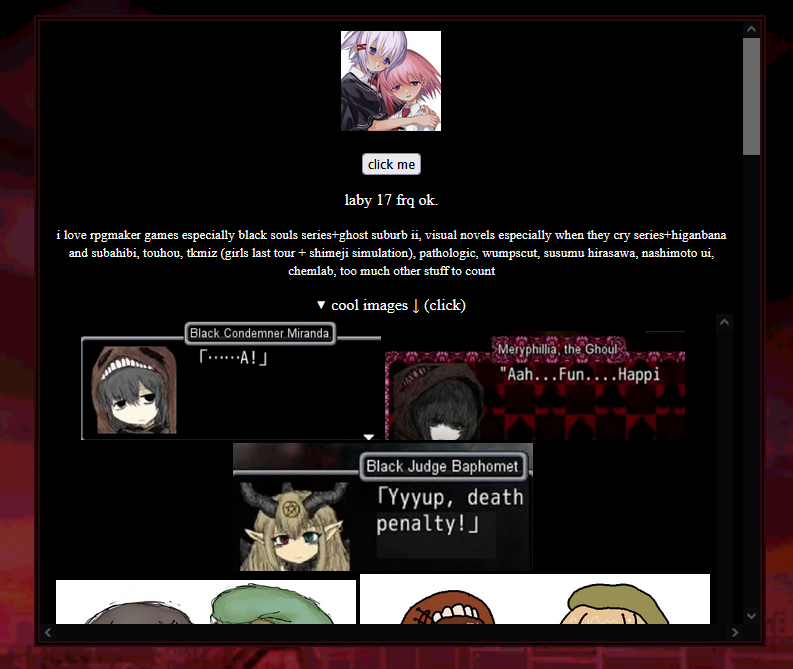 click me
laby 17 frq ok.
i love rpgmaker games especially black souls series+ghost suburb ii, visual novels especially when they cry series+higanbana
and subahibi, touhou, tkmiz (girls last tour + shimeji simulation), pathologic, wumpscut, susumu hirasawa, nashimoto ui,
chemlab, too much other stuff to count
▼ cool images ↓ (click)
Black Condemner Miranda
「……A!」
Meryphillia, the Ghoul
"Aah...Fun....Happi
Black Judge Baphomet
「Yyyup, death
penalty!」